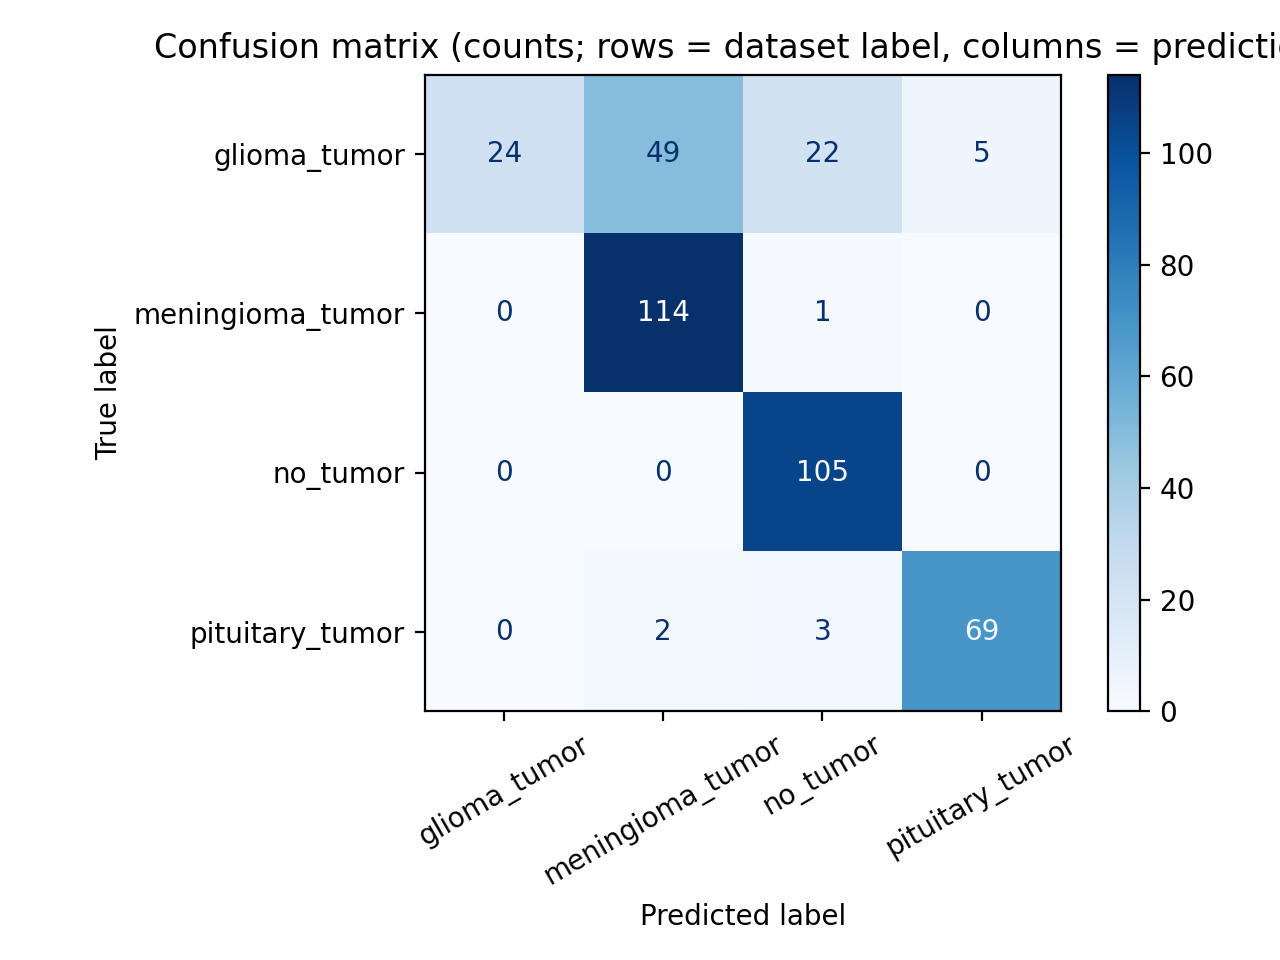 Confusion matrix (counts; rows = dataset label, columns =
glioma_tumor 24 49 22 5
meningioma_tumor 0 114 1 0
no_tumor 0 0 105 0
pituitary_tumor 0 2 3 69
True label
glioma_tumor meningioma_tumor no_tumor pituitary_tumor
Predicted label
100
80
60
40
20
0